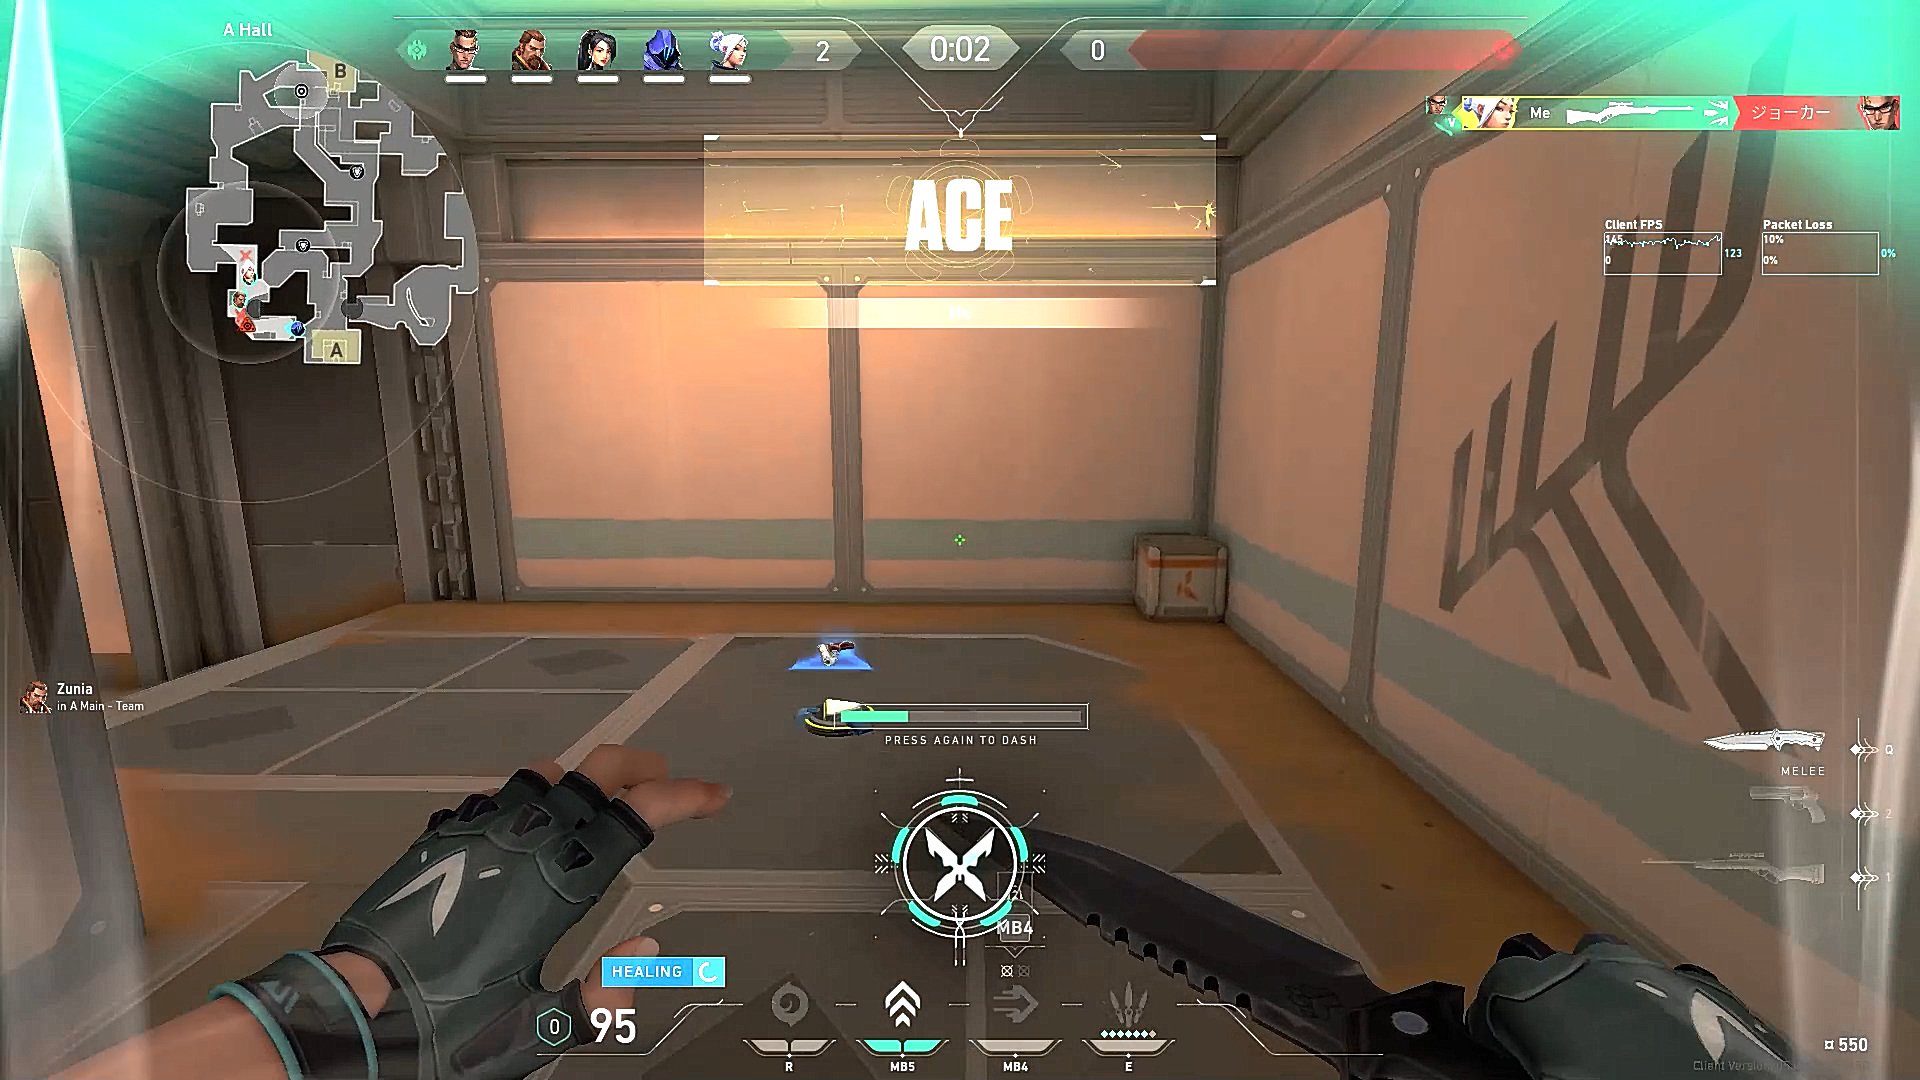 A Hall
B
A
2
0:02
0
Me
ジョーカー
ACE
Client FPS
145
0
123
Packet Loss
10%
0%
0%
Zunia
in A Main - Team
PRESS AGAIN TO DASH
MELEE
Q
2
1
MB4
HEALING
0
95
R
MB5
MB4
E
550